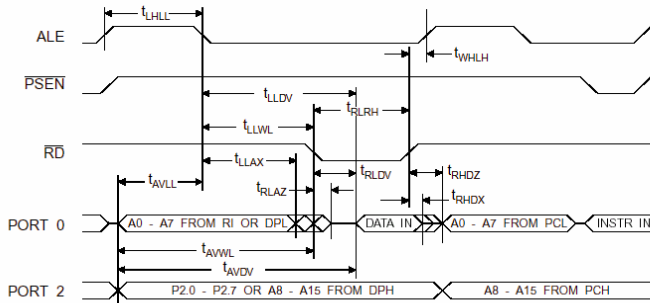 tLHLL
ALE
tWHLH
PSEN
tLLDV
tRLRH
tLLWL
RD
tLLAX
tRLDV
tRHDZ
tAVLL
tRLAZ
tRHDX
PORT 0 A0 - A7 FROM RI OR DPL DATA IN A0 - A7 FROM PCL INSTR IN
tAVWL
tAVDV
PORT 2 P2.0 - P2.7 OR A8 - A15 FROM DPH A8 - A15 FROM PCH